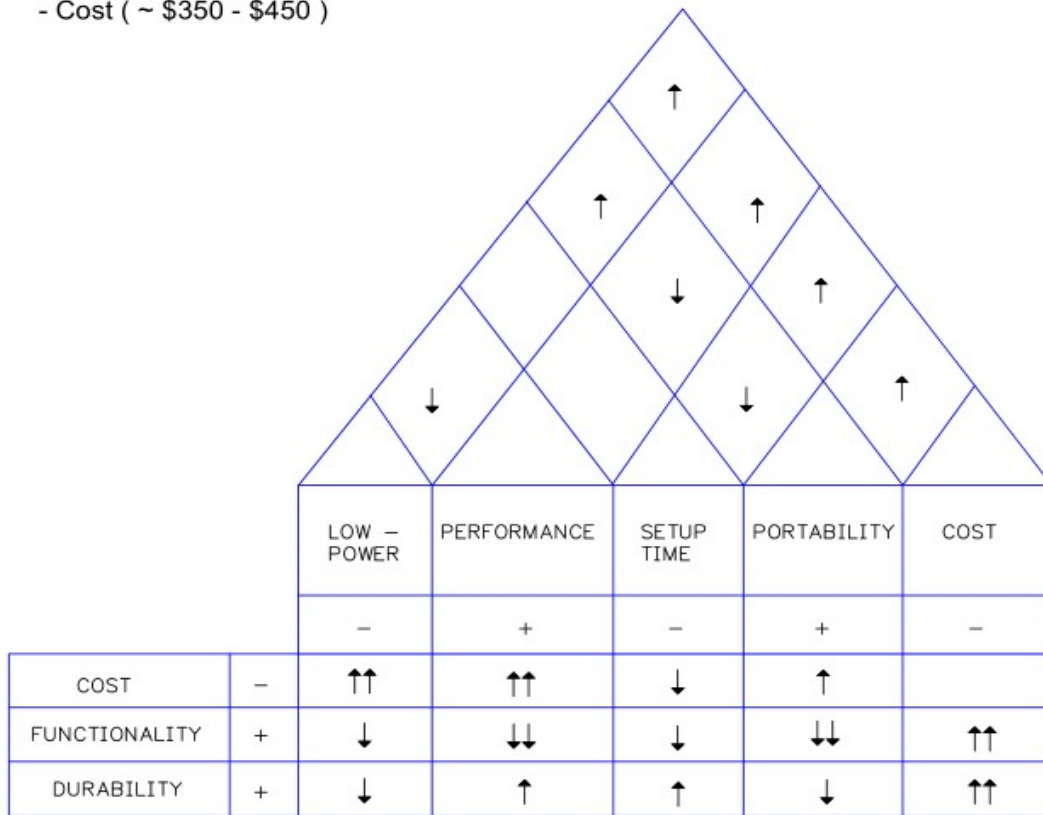 - Cost ( ~ $350 - $450 )
↑
↑ ↑
↓ ↑
↓ ↓ ↑
LOW – PERFORMANCE SETUP PORTABILITY COST
POWER TIME
– + – + –
COST – ↑↑ ↑↑ ↓ ↑
FUNCTIONALITY + ↓ ↓↓ ↓ ↓↓ ↑↑
DURABILITY + ↓ ↑ ↑ ↓ ↑↑